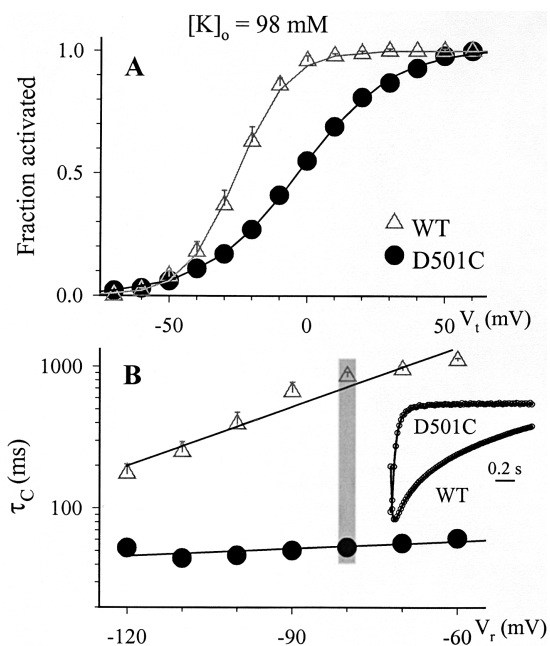 [K]o = 98 mM
A
Fraction activated
1.0
0.5
0.0
WT
D501C
-50
0
50
Vt (mV)
B
τC (ms)
1000
100
D501C
WT
0.2 s
-120
-90
-60
Vr (mV)